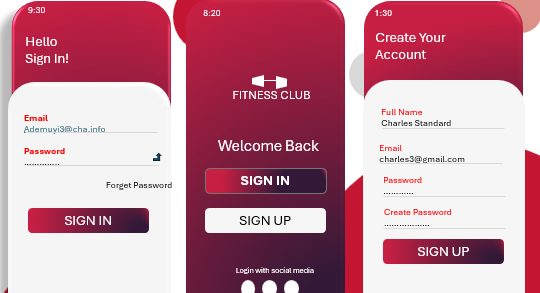 9:30
Hello
Sign In!
Email
Ademuyi3@cha.info
Password
..............
Forget Password
SIGN IN
8:20
FITNESS CLUB
Welcome Back
SIGN IN
SIGN UP
Login with social media
1:30
Create Your
Account
Full Name
Charles Standard
Email
charles3@gmail.com
Password
............
Create Password
..................
SIGN UP